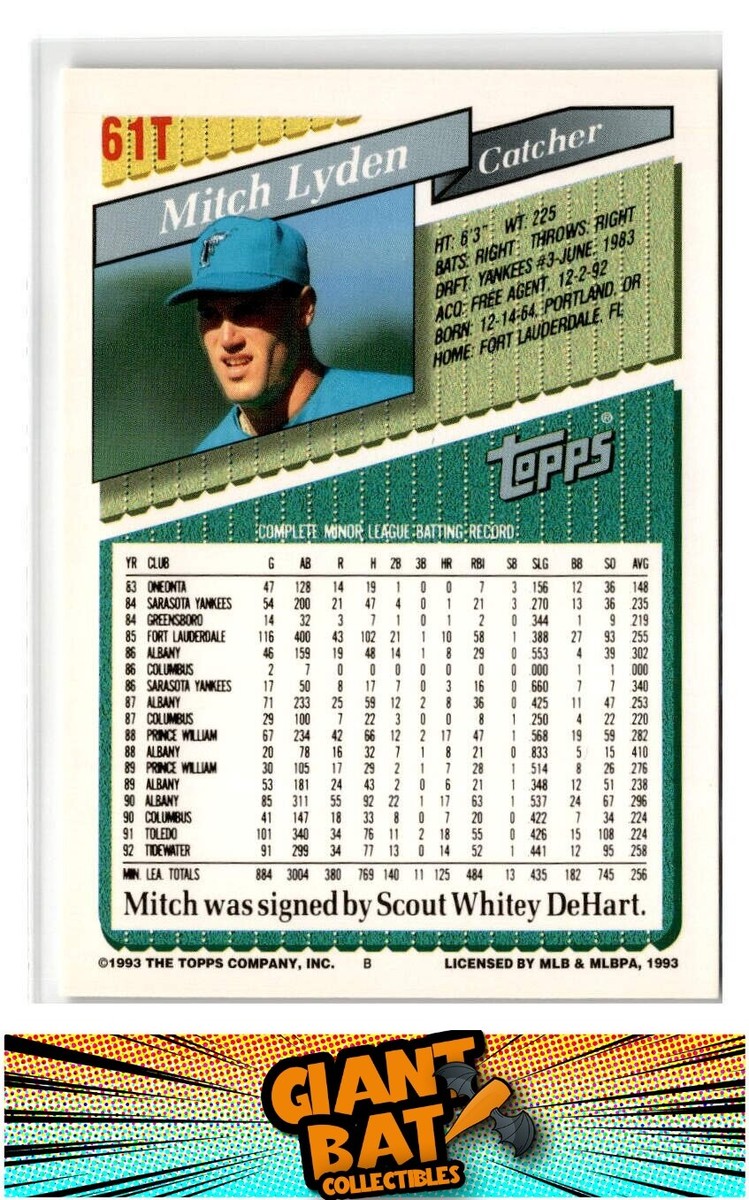 61T
Mitch Lyden
Catcher
HT: 6'3" WT: 225
BATS: RIGHT THROWS: RIGHT
DRFT: YANKEES #3-JUNE, 1983
ACQ: FREE AGENT, 12-2-92
BORN: 12-14-64, PORTLAND, OR
HOME: FORT LAUDERDALE, FL
topps®
COMPLETE MINOR LEAGUE BATTING RECORD
YR CLUB G AB R H 2B 3B HR RBI SB SLG BB SO AVG
83 ONEONTA 47 128 14 19 1 0 0 7 3 .156 12 36 .148
84 SARASOTA YANKEES 54 200 21 47 4 0 1 21 3 .270 13 36 .235
84 GREENSBORO 14 32 3 7 1 0 1 2 0 .344 1 9 .219
85 FORT LAUDERDALE 116 400 43 102 21 1 10 58 1 .388 27 93 .255
86 ALBANY 46 159 19 48 14 1 8 29 0 .553 4 39 .302
86 COLUMBUS 2 7 0 0 0 0 0 0 0 .000 1 1 .000
86 SARASOTA YANKEES 17 50 8 17 7 0 3 16 0 .660 7 7 .340
87 ALBANY 71 233 25 59 12 2 8 36 0 .425 11 47 .253
87 COLUMBUS 29 100 7 22 3 0 0 8 1 .250 4 22 .220
88 PRINCE WILLIAM 67 234 42 66 12 2 17 47 1 .568 19 59 .282
88 ALBANY 20 78 16 32 7 1 8 21 0 .833 5 15 .410
89 PRINCE WILLIAM 30 105 17 29 2 1 7 28 1 .514 8 26 .276
89 ALBANY 53 181 24 43 2 0 6 21 1 .348 12 51 .238
90 ALBANY 85 311 55 92 22 1 17 63 1 .537 24 67 .296
90 COLUMBUS 41 147 18 33 8 0 7 20 0 .422 7 34 .224
91 TOLEDO 101 340 34 76 11 2 18 55 0 .426 15 108 .224
92 TIDEWATER 91 299 34 77 13 0 14 52 1 .441 12 95 .258
MIN. LEA. TOTALS 884 3004 380 769 140 11 125 484 13 .435 182 745 .256
Mitch was signed by Scout Whitey DeHart.
©1993 THE TOPPS COMPANY, INC. B LICENSED BY MLB & MLBPA, 1993
GIANT
BAT
COLLECTIBLES